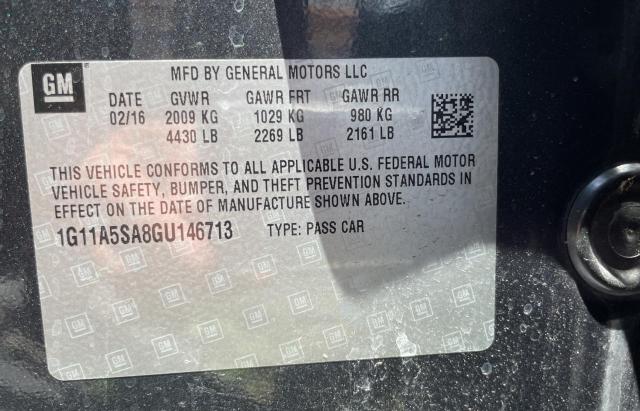 GM
MFD BY GENERAL MOTORS LLC
DATE GVWR GAWR FRT GAWR RR
02/16 2009 KG 1029 KG 980 KG
4430 LB 2269 LB 2161 LB
THIS VEHICLE CONFORMS TO ALL APPLICABLE U.S. FEDERAL MOTOR
VEHICLE SAFETY, BUMPER, AND THEFT PREVENTION STANDARDS IN
EFFECT ON THE DATE OF MANUFACTURE SHOWN ABOVE.
1G11A5SA8GU146713 TYPE: PASS CAR